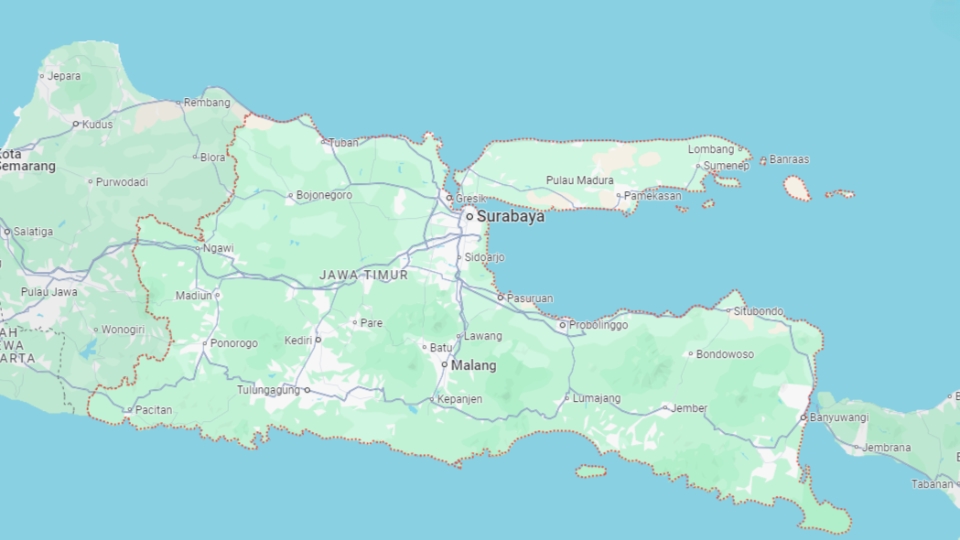 Jepara
Rembang
Kudus
Tuban
Kota
Semarang
Blora
Lombang
Banraas
Sumenep
Purwodadi
Pulau Madura
Bojonegoro
Gresik
Pamekasan
Surabaya
Salatiga
Ngawi
Sidoarjo
JAWA TIMUR
Pulau Jawa
Madiun
Pasuruan
Situbondo
Wonogiri
Pare
Probolinggo
Ponorogo
Kediri
Batu
Lawang
Bondowoso
Malang
Tulungagung
Kepanjen
Lumajang
Jember
Pacitan
Banyuwangi
Jembrana
Tabanan
AH
WA
ARTA